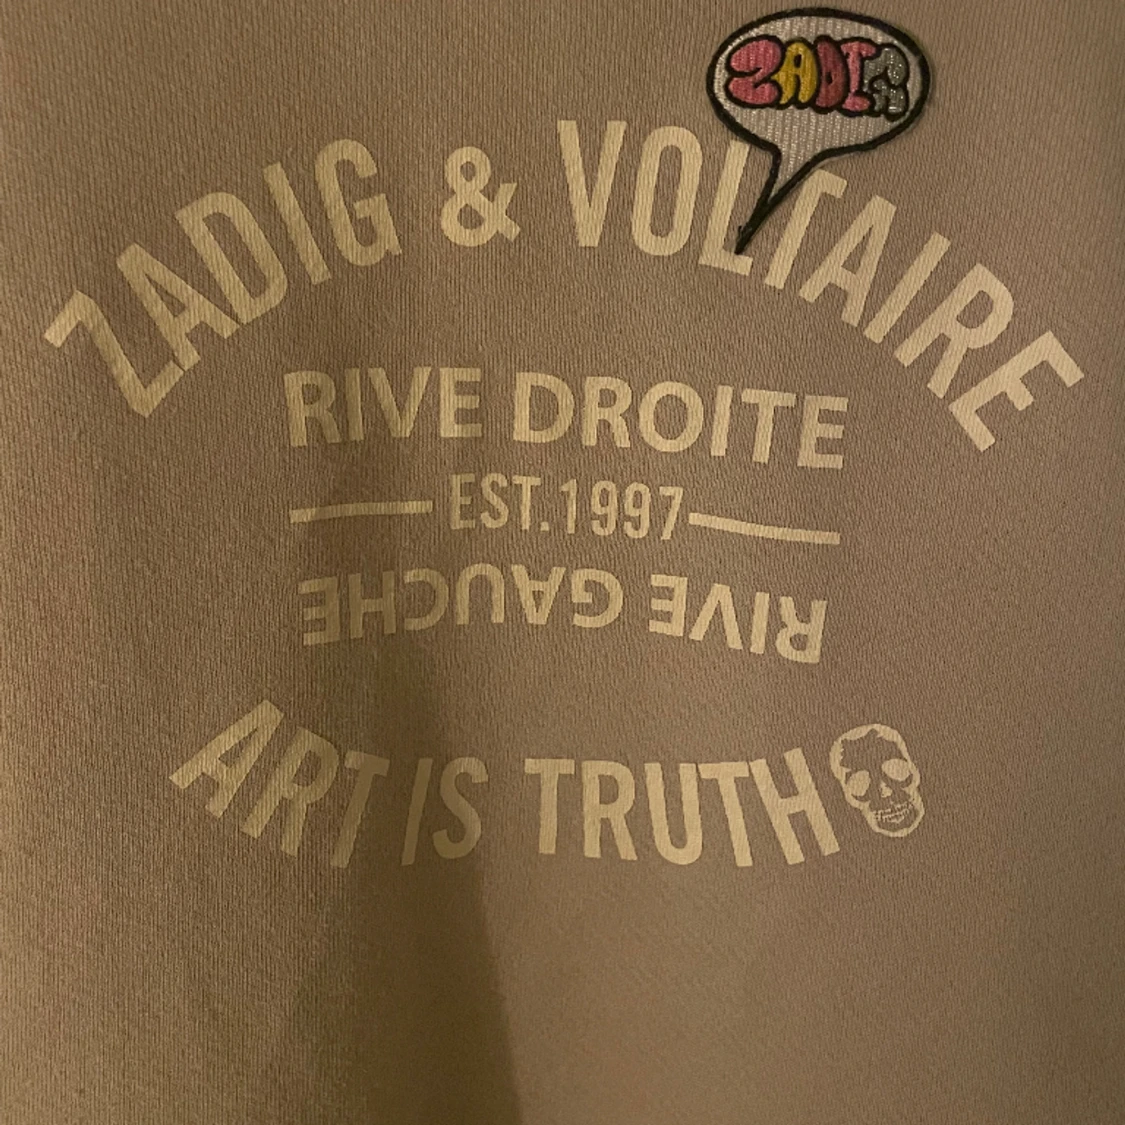 ZADIG
ZADIG & VOLTAIRE
RIVE DROITE
EST.1997
RIVE GAUCHE
ART IS TRUTH